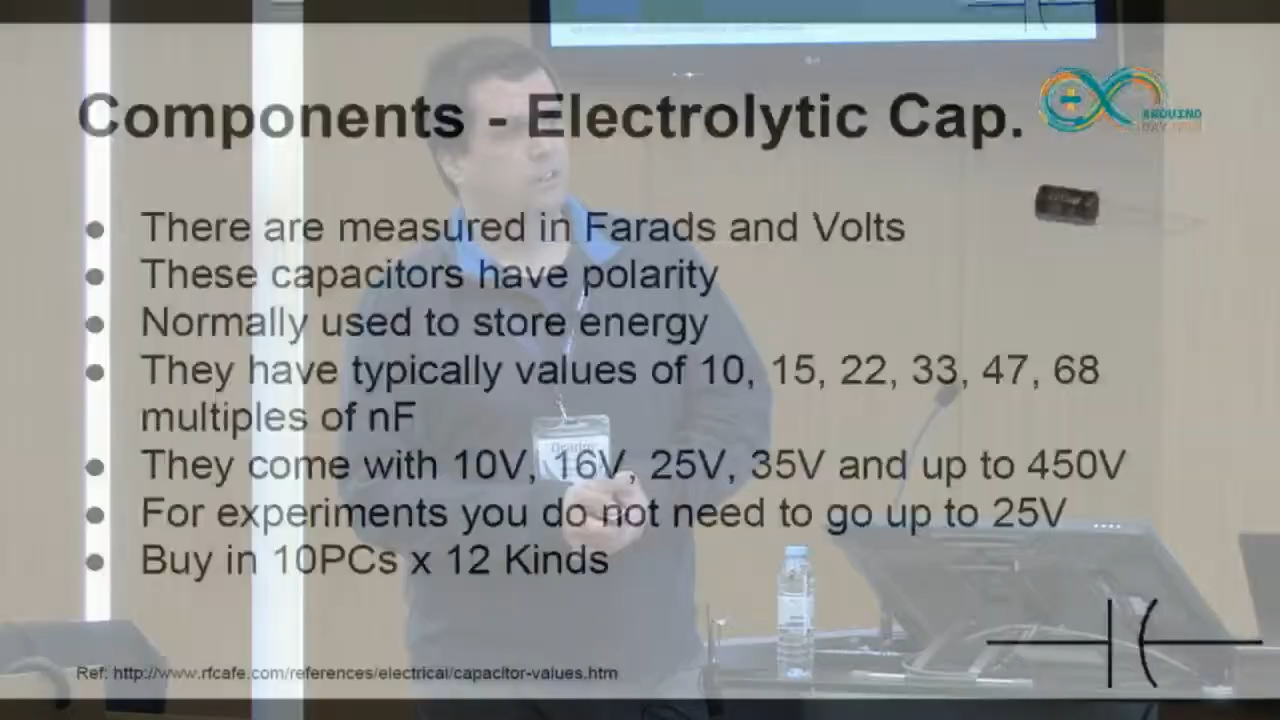 Components - Electrolytic Cap.
ARDUINO
There are measured in Farads and Volts
These capacitors have polarity
Normally used to store energy
They have typically values of 10, 15, 22, 33, 47, 68
multiples of nF
They come with 10V, 16V, 25V, 35V and up to 450V
For experiments you do not need to go up to 25V
Buy in 10PCs x 12 Kinds
Ref: http://www.rfcafe.com/references/electrical/capacitor-values.htm